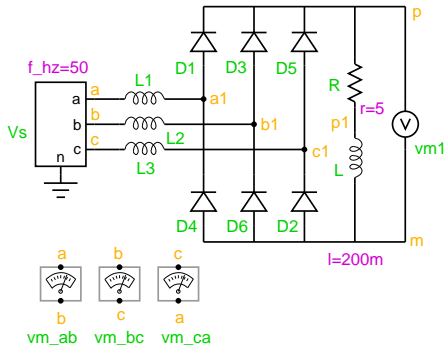 p
f_hz=50
D1 D3 D5
L1
a a a1
R
r=5
Vs
b b b1
p1
vm1
L2
c c c1
L3
L
n
D4 D6 D2
m
l=200m
a b c
b c a
vm_ab vm_bc vm_ca
V